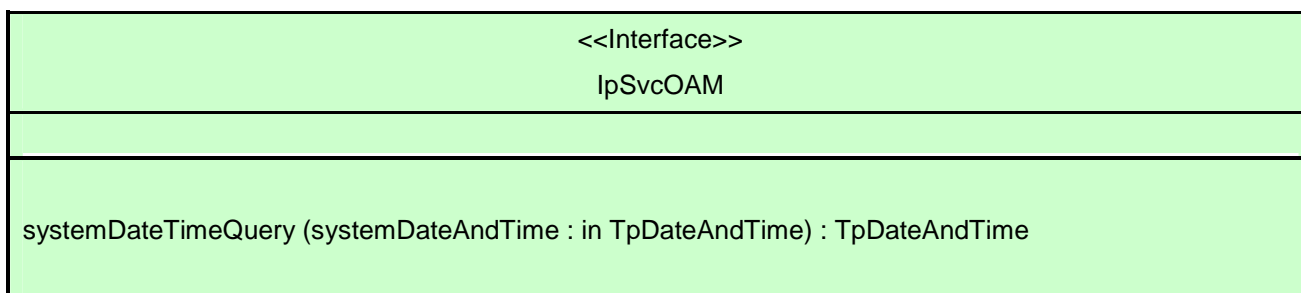 <<Interface>>
IpSvcOAM
systemDateTimeQuery (systemDateAndTime : in TpDateAndTime) : TpDateAndTime